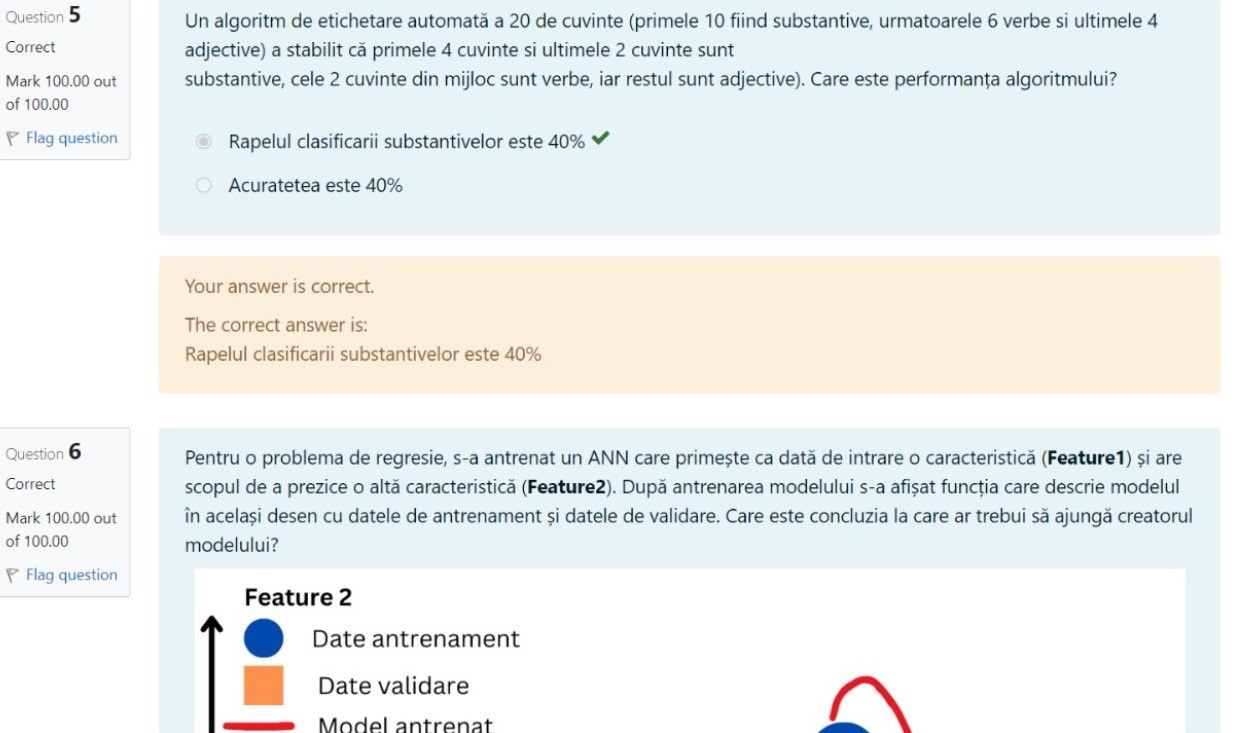 Question 5
Correct
Mark 100.00 out
of 100.00
Flag question
Un algoritm de etichetare automată a 20 de cuvinte (primele 10 fiind substantive, urmatoarele 6 verbe si ultimele 4
adjective) a stabilit că primele 4 cuvinte si ultimele 2 cuvinte sunt
substantive, cele 2 cuvinte din mijloc sunt verbe, iar restul sunt adjective). Care este performanța algoritmului?
Rapelul clasificarii substantivelor este 40%
Acuratetea este 40%
Your answer is correct.
The correct answer is:
Rapelul clasificarii substantivelor este 40%
Question 6
Correct
Mark 100.00 out
of 100.00
Flag question
Pentru o problema de regresie, s-a antrenat un ANN care primește ca dată de intrare o caracteristică (Feature1) și are
scopul de a prezice o altă caracteristică (Feature2). După antrenarea modelului s-a afișat funcția care descrie modelul
în același desen cu datele de antrenament și datele de validare. Care este concluzia la care ar trebui să ajungă creatorul
modelului?
Feature 2
Date antrenament
Date validare
Model antrenat